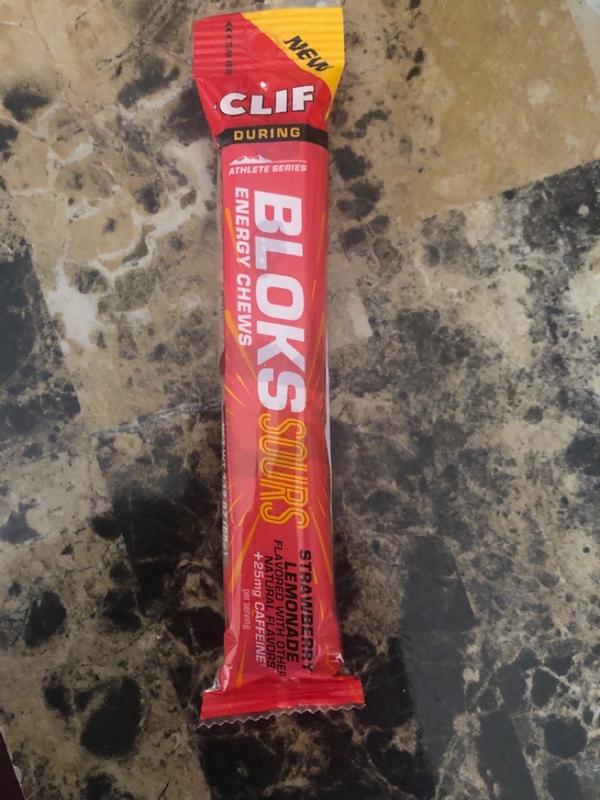 NEW
CLIF
DURING
ATHLETE SERIES
BLOKS
ENERGY CHEWS
SOURS
STRAWBERRY
LEMONADE
FLAVORED WITH OTHER
NATURAL FLAVORS
+25mg CAFFEINE
per serving